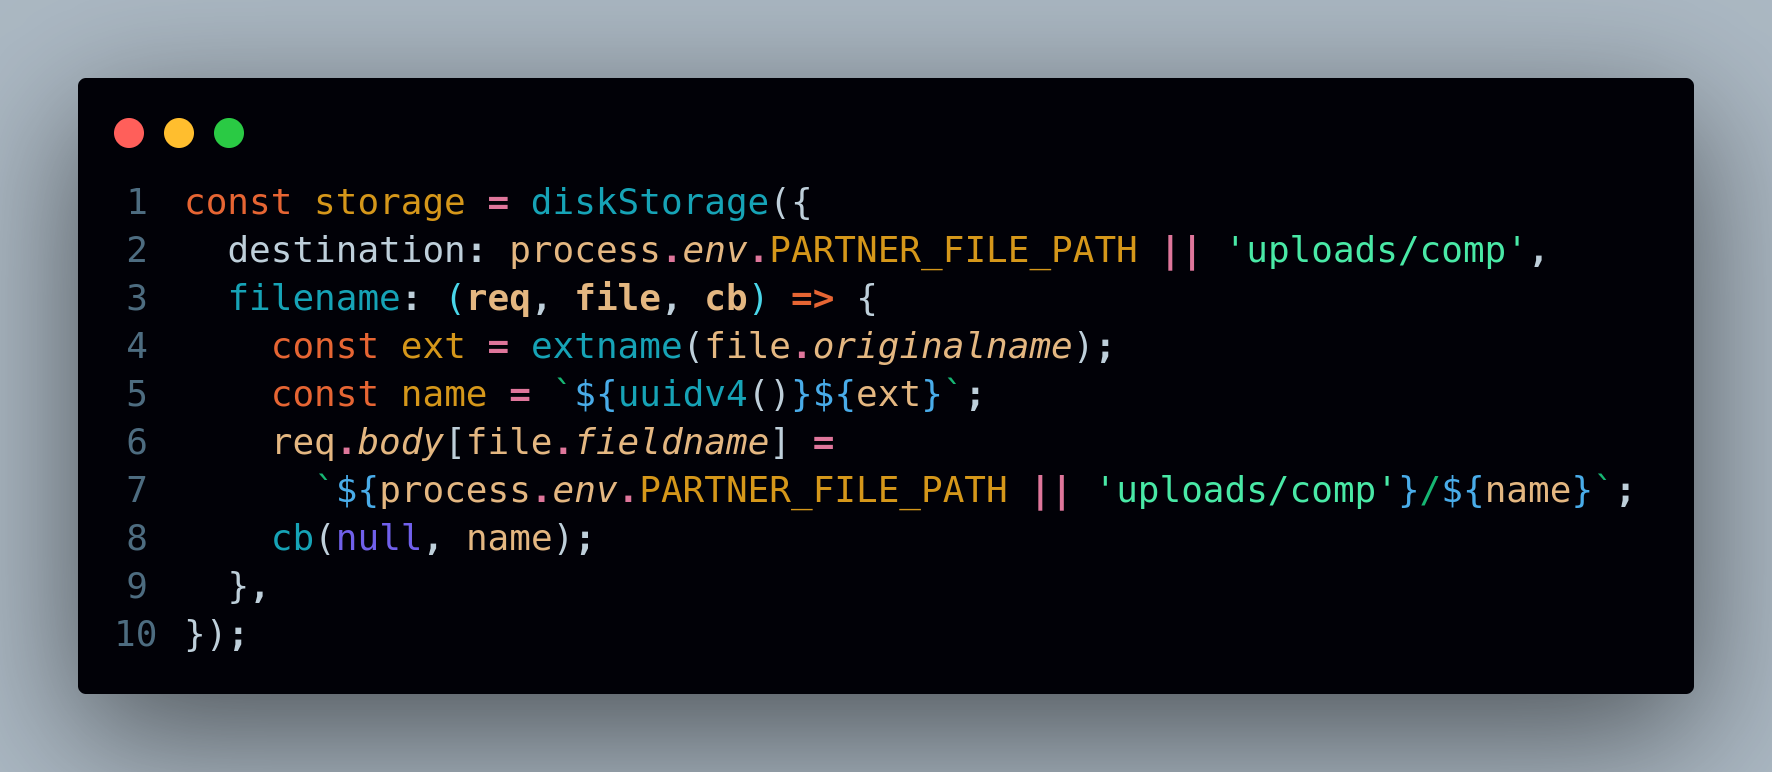 1 const storage = diskStorage({
2   destination: process.env.PARTNER_FILE_PATH || 'uploads/comp',
3   filename: (req, file, cb) => {
4     const ext = extname(file.originalname);
5     const name = `${uuidv4()}${ext}`;
6     req.body[file.fieldname] =
7       `${process.env.PARTNER_FILE_PATH || 'uploads/comp'}/${name}`;
8     cb(null, name);
9   },
10 });